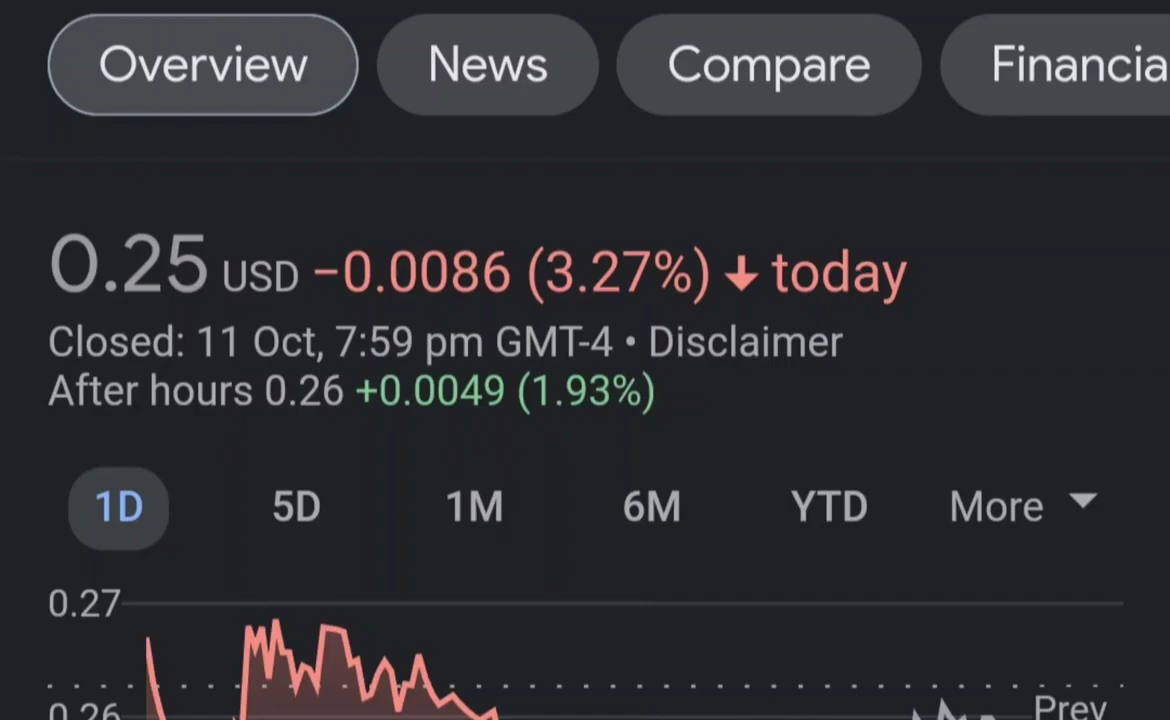 Overview News Compare Financia
0.25 USD −0.0086 (3.27%) ↓ today
Closed: 11 Oct, 7:59 pm GMT-4 • Disclaimer
After hours 0.26 +0.0049 (1.93%)
1D 5D 1M 6M YTD More
0.27
0.26
Prev